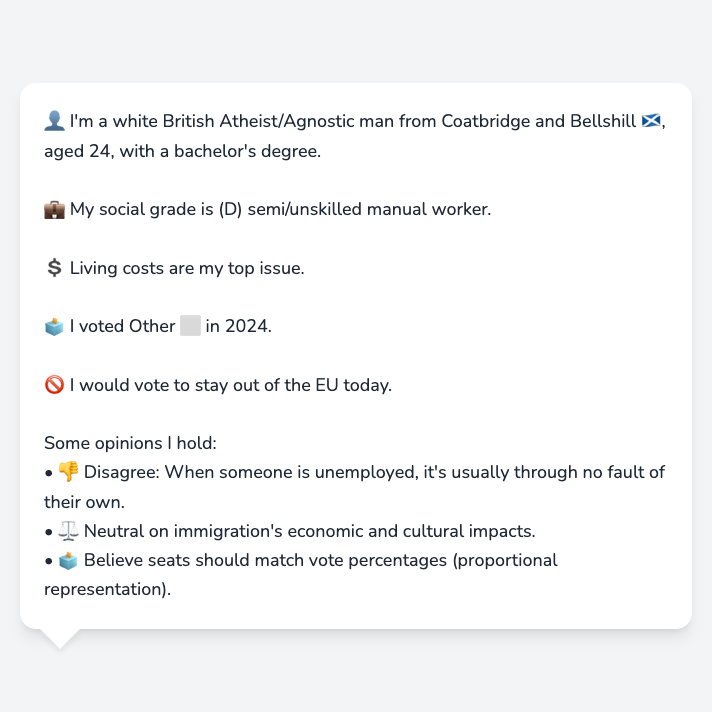 👤 I'm a white British Atheist/Agnostic man from Coatbridge and Bellshill 🏴󠁧󠁢󠁳󠁣󠁴󠁿,
aged 24, with a bachelor's degree.
💼 My social grade is (D) semi/unskilled manual worker.
💲 Living costs are my top issue.
🗳️ I voted Other ⬜ in 2024.
🚫 I would vote to stay out of the EU today.
Some opinions I hold:
• 👎 Disagree: When someone is unemployed, it's usually through no fault of
their own.
• ⚖️ Neutral on immigration's economic and cultural impacts.
• 🗳️ Believe seats should match vote percentages (proportional
representation).